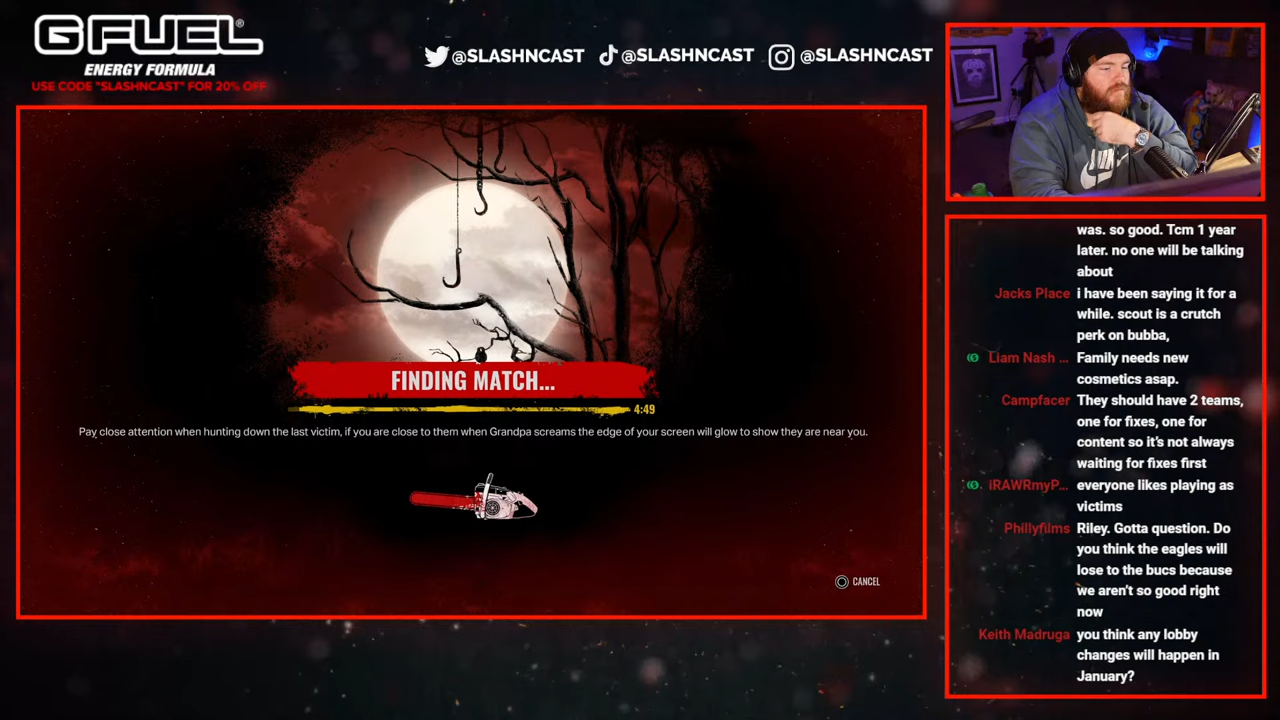 G FUEL®
ENERGY FORMULA
USE CODE "SLASHNCAST" FOR 20% OFF
@SLASHNCAST @SLASHNCAST @SLASHNCAST
FINDING MATCH...
4:49
Pay close attention when hunting down the last victim, if you are close to them when Grandpa screams the edge of your screen will glow to show they are near you.
CANCEL
was. so good. Tcm 1 year
later. no one will be talking
about
Jacks Place i have been saying it for a
while. scout is a crutch
perk on bubba,
Liam Nash ... Family needs new
cosmetics asap.
Campfacer They should have 2 teams,
one for fixes, one for
content so it's not always
waiting for fixes first
iRAWRmyP... everyone likes playing as
victims
Phillyfilms Riley. Gotta question. Do
you think the eagles will
lose to the bucs because
we aren't so good right
now
Keith Madruga you think any lobby
changes will happen in
January?